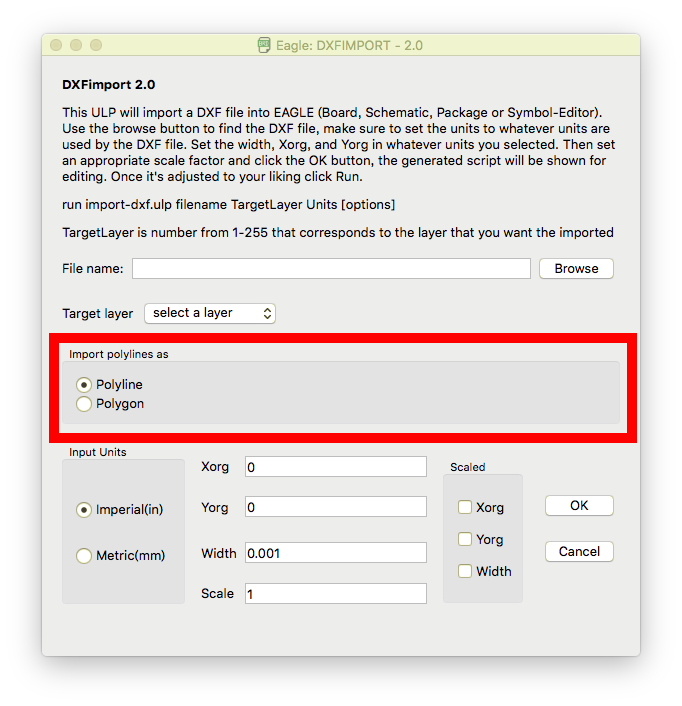 Eagle: DXFIMPORT - 2.0
DXFimport 2.0
This ULP will import a DXF file into EAGLE (Board, Schematic, Package or Symbol-Editor).
Use the browse button to find the DXF file, make sure to set the units to whatever units are
used by the DXF file. Set the width, Xorg, and Yorg in whatever units you selected. Then set
an appropriate scale factor and click the OK button, the generated script will be shown for
editing. Once it's adjusted to your liking click Run.
run import-dxf.ulp filename TargetLayer Units [options]
TargetLayer is number from 1-255 that corresponds to the layer that you want the imported
File name:
Browse
Target layer
select a layer
Import polylines as
Polyline
Polygon
Input Units
Imperial(in)
Metric(mm)
Xorg
0
Yorg
0
Width
0.001
Scale
1
Scaled
Xorg
Yorg
Width
OK
Cancel